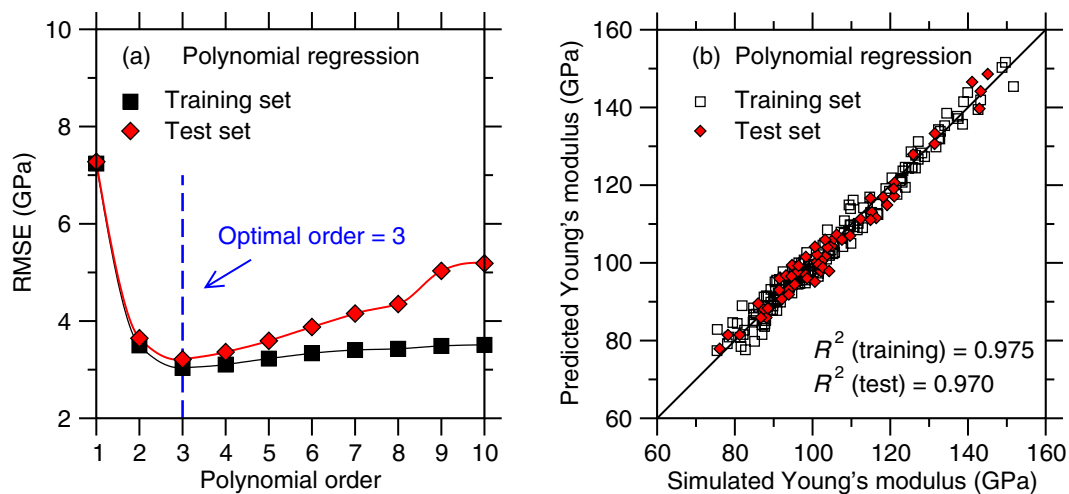 (a) Polynomial regression
Training set
Test set
Optimal order = 3
RMSE (GPa)
10
8
6
4
2
1 2 3 4 5 6 7 8 9 10
Polynomial order
(b) Polynomial regression
Training set
Test set
R² (training) = 0.975
R² (test) = 0.970
Predicted Young's modulus (GPa)
160
140
120
100
80
60
60 80 100 120 140 160
Simulated Young's modulus (GPa)